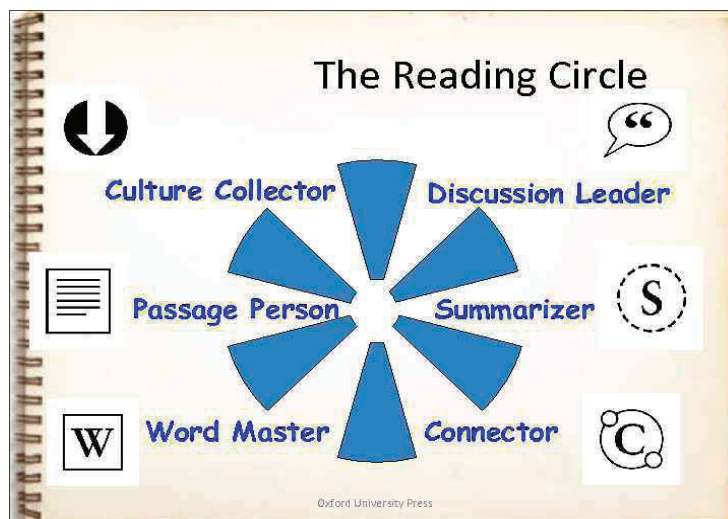 The Reading Circle
“
Culture Collector
Discussion Leader
Passage Person
Summarizer
S
W
Word Master
Connector
C
Oxford University Press